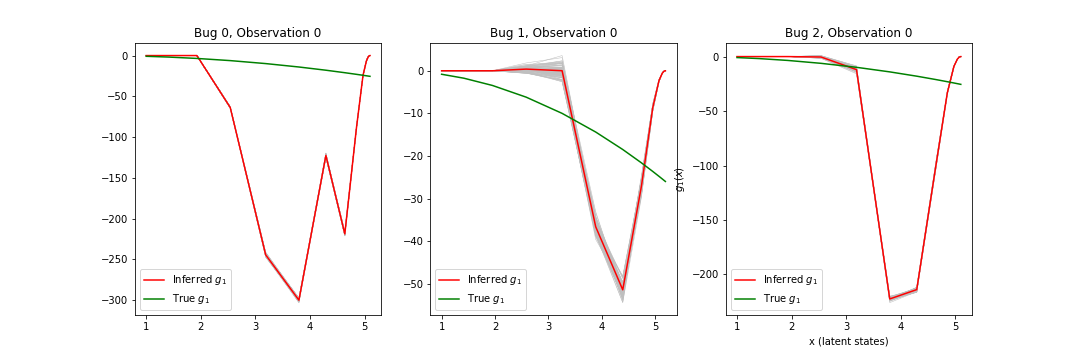 Bug 0, Observation 0
0
−50
−100
−150
−200
−250
−300
1 2 3 4 5
Inferred g₁
True g₁
Bug 1, Observation 0
0
−10
−20
−30
−40
−50
1 2 3 4 5
Inferred g₁
True g₁
Bug 2, Observation 0
g₁(x)
0
−50
−100
−150
−200
1 2 3 4 5
x (latent states)
Inferred g₁
True g₁